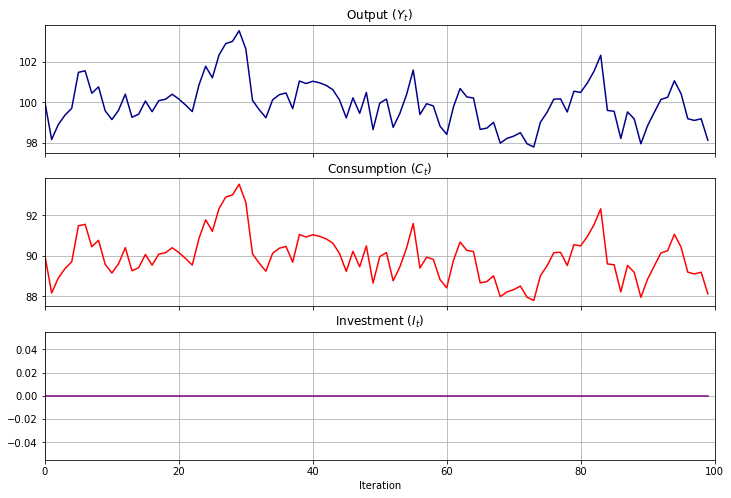 Output (Y_t)
102
100
98
Consumption (C_t)
92
90
88
Investment (I_t)
0.04
0.02
0.00
−0.02
−0.04
0 20 40 60 80 100
Iteration